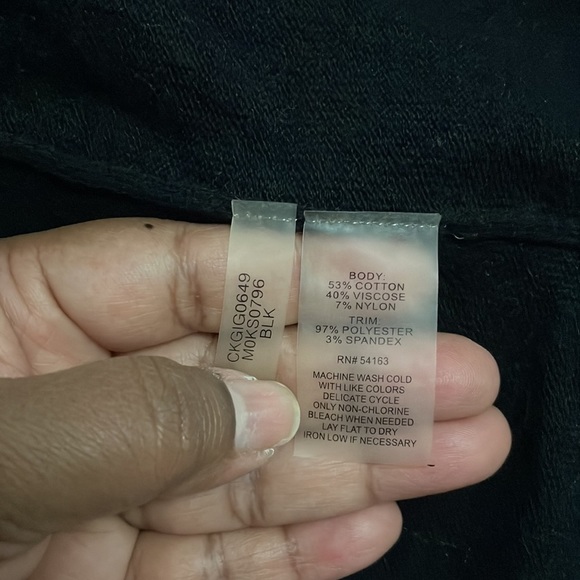 CKGIG0649
M0KS0796
BLK
BODY:
53% COTTON
40% VISCOSE
7% NYLON
TRIM:
97% POLYESTER
3% SPANDEX
RN# 54163
MACHINE WASH COLD
WITH LIKE COLORS
DELICATE CYCLE
ONLY NON-CHLORINE
BLEACH WHEN NEEDED
LAY FLAT TO DRY
IRON LOW IF NECESSARY